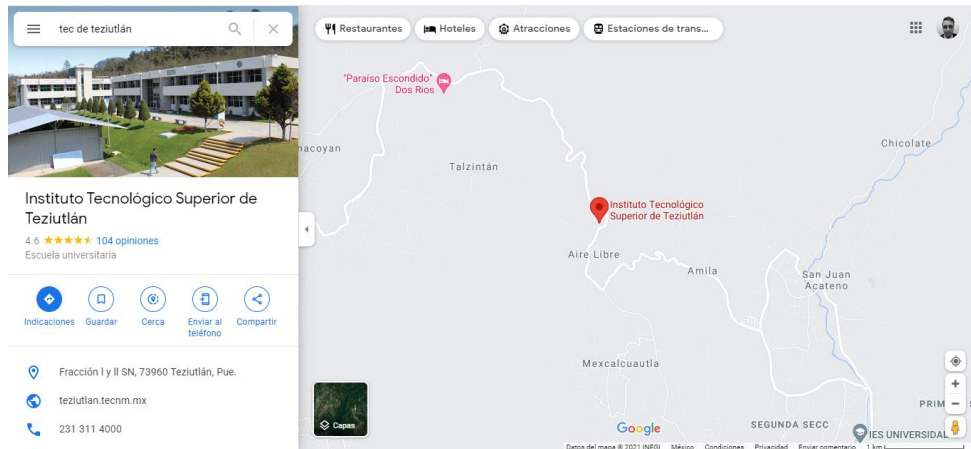 tec de teziutlán
Restaurantes
Hoteles
Atracciones
Estaciones de trans...
Instituto Tecnológico Superior de
Teziutlán
4.6
104 opiniones
Escuela universitaria
Indicaciones
Guardar
Cerca
Enviar al
teléfono
Compartir
Fracción l y ll SN, 73960 Teziutlán, Pue.
teziutlan.tecnm.mx
231 311 4000
"Paraíso Escondido"
Dos Rios
nacoyan
Talzintán
Chicolate
Instituto Tecnológico
Superior de Teziutlán
Aire Libre
Amila
San Juan
Acateno
Mexcalcuautla
PRIM
SEGUNDA SECC
IES UNIVERSIDAD
Capas
Google
Datos del mapa © 2021 INEGI México Condiciones Privacidad Enviar comentario 1 km